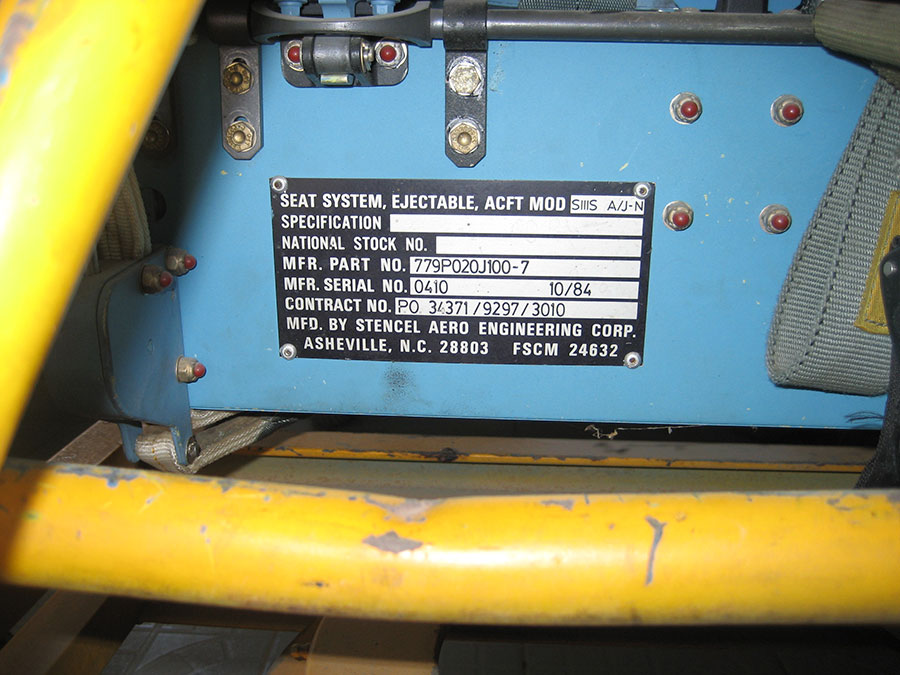 SEAT SYSTEM, EJECTABLE, ACFT MOD SIIIS A/J-N
SPECIFICATION
NATIONAL STOCK NO.
MFR. PART NO. 779P020J100-7
MFR. SERIAL NO. 0410 10/84
CONTRACT NO. PO 34371/9297/3010
MFD. BY STENCEL AERO ENGINEERING CORP.
ASHEVILLE, N.C. 28803 FSCM 24632